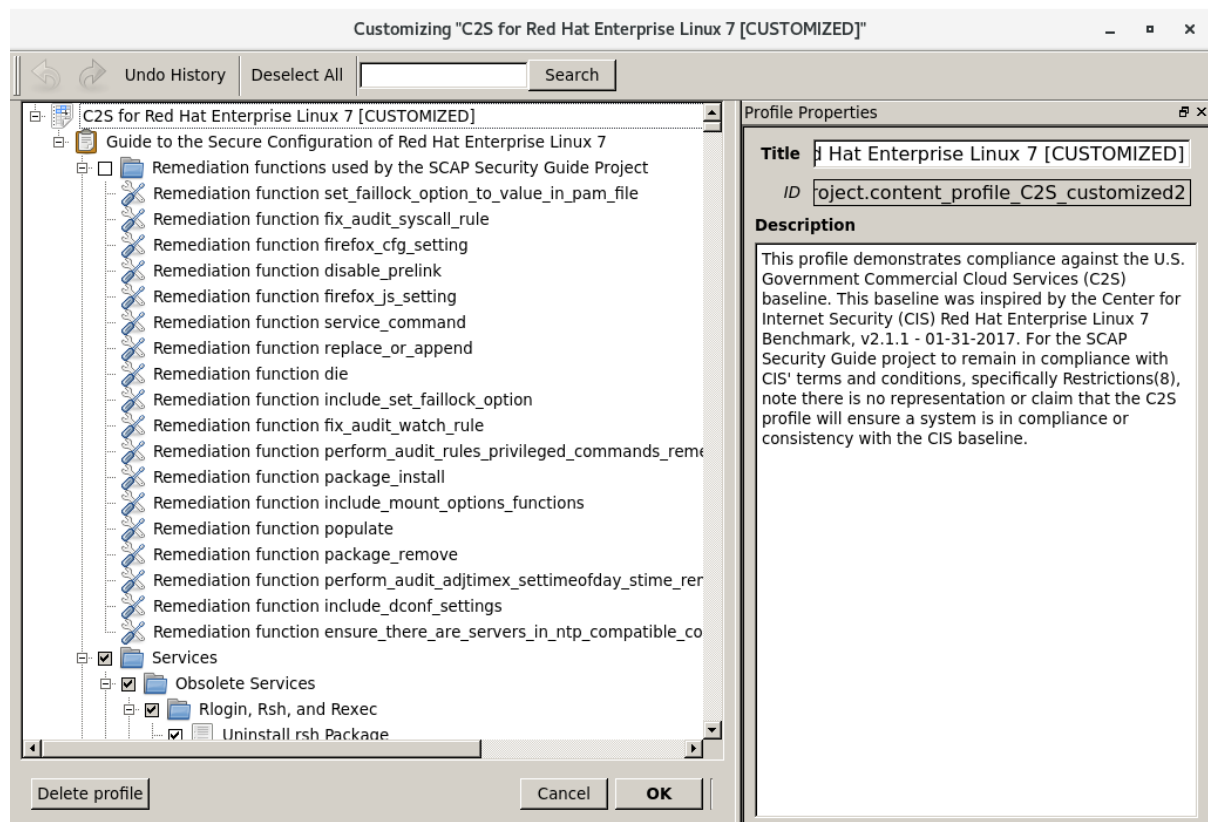 Customizing "C2S for Red Hat Enterprise Linux 7 [CUSTOMIZED]"
Undo History
Deselect All
Search
C2S for Red Hat Enterprise Linux 7 [CUSTOMIZED]
Guide to the Secure Configuration of Red Hat Enterprise Linux 7
Remediation functions used by the SCAP Security Guide Project
Remediation function set_faillock_option_to_value_in_pam_file
Remediation function fix_audit_syscall_rule
Remediation function firefox_cfg_setting
Remediation function disable_prelink
Remediation function firefox_js_setting
Remediation function service_command
Remediation function replace_or_append
Remediation function die
Remediation function include_set_faillock_option
Remediation function fix_audit_watch_rule
Remediation function perform_audit_rules_privileged_commands_reme
Remediation function package_install
Remediation function include_mount_options_functions
Remediation function populate
Remediation function package_remove
Remediation function perform_audit_adjtimex_settimeofday_stime_rer
Remediation function include_dconf_settings
Remediation function ensure_there_are_servers_in_ntp_compatible_co
Services
Obsolete Services
Rlogin, Rsh, and Rexec
Uninstall rsh Package
Delete profile
Cancel
OK
Profile Properties
Title d Hat Enterprise Linux 7 [CUSTOMIZED]
ID roject.content_profile_C2S_customized2
Description
This profile demonstrates compliance against the U.S.
Government Commercial Cloud Services (C2S)
baseline. This baseline was inspired by the Center for
Internet Security (CIS) Red Hat Enterprise Linux 7
Benchmark, v2.1.1 - 01-31-2017. For the SCAP
Security Guide project to remain in compliance with
CIS' terms and conditions, specifically Restrictions(8),
note there is no representation or claim that the C2S
profile will ensure a system is in compliance or
consistency with the CIS baseline.